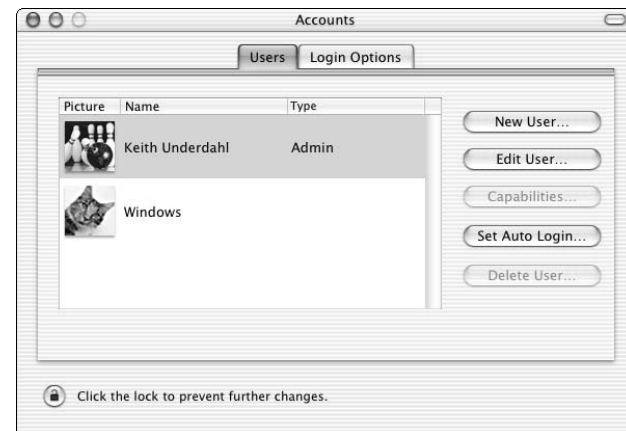 Accounts
Users Login Options
Picture Name Type
Keith Underdahl Admin
Windows
New User...
Edit User...
Capabilities...
Set Auto Login...
Delete User...
Click the lock to prevent further changes.